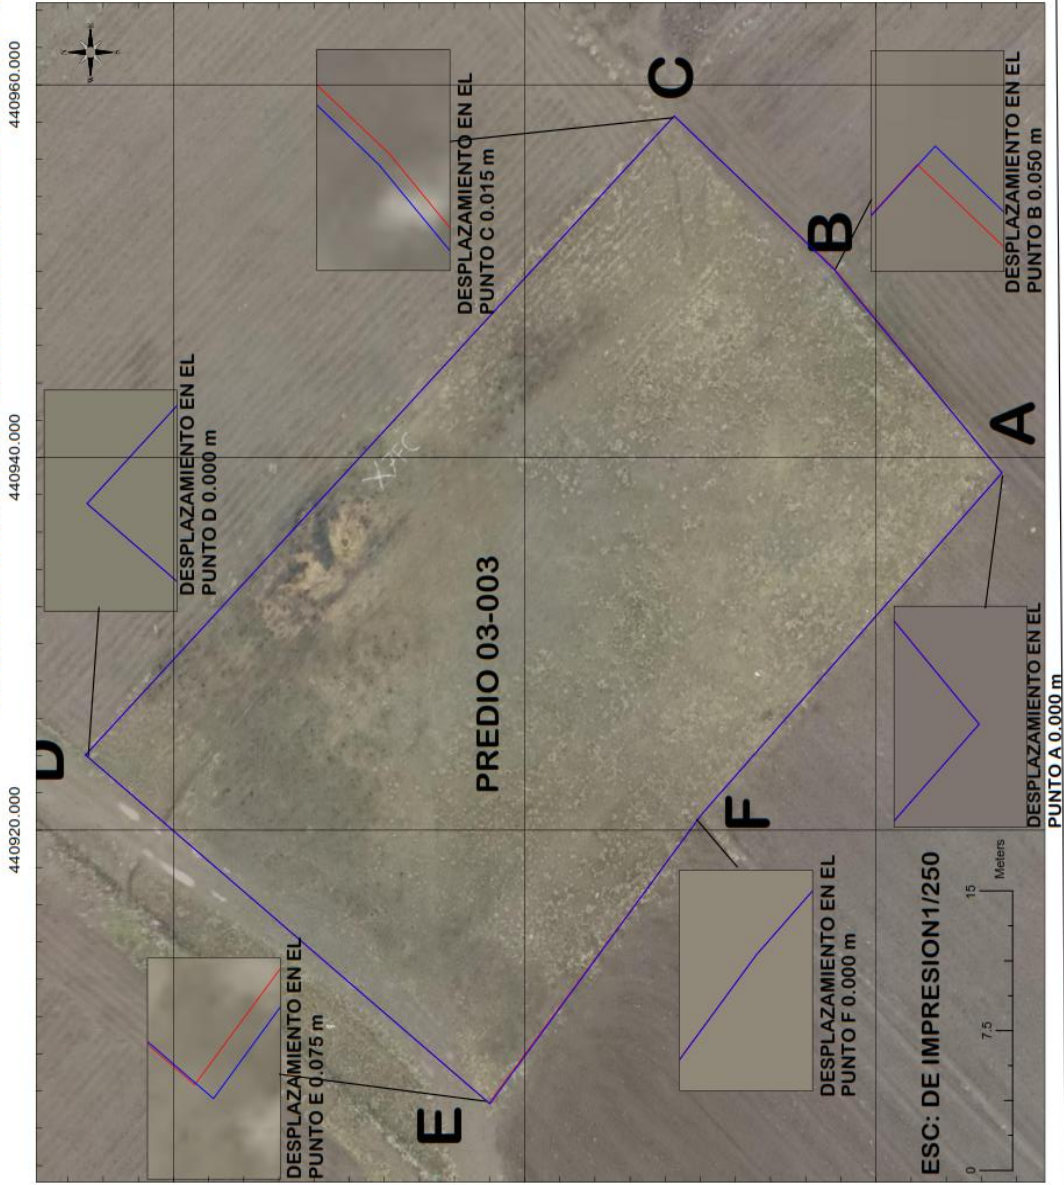 440960.000
440940.000
440920.000
DESPLAZAMIENTO EN EL
PUNTO C 0.015 m
C
DESPLAZAMIENTO EN EL
PUNTO B 0.050 m
B
DESPLAZAMIENTO EN EL
PUNTO D 0.000 m
D
A
DESPLAZAMIENTO EN EL
PUNTO A 0.000 m
PREDIO 03-003
F
DESPLAZAMIENTO EN EL
PUNTO F 0.000 m
DESPLAZAMIENTO EN EL
PUNTO E 0.075 m
E
ESC: DE IMPRESION1/250
0
7.5
15
Meters